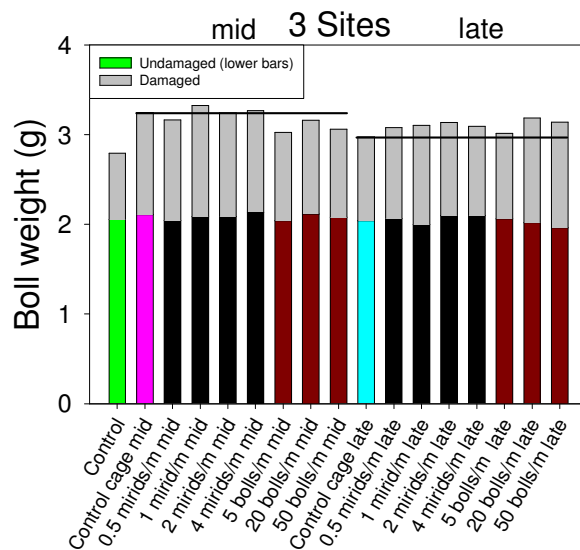 mid 3 Sites late
Undamaged (lower bars)
Damaged
Boll weight (g)
4
3
2
1
0
Control
Control cage mid
0.5 mirids/m mid
1 mirid/m mid
2 mirids/m mid
4 mirids/m mid
5 bolls/m mid
20 bolls/m mid
50 bolls/m mid
Control cage late
0.5 mirids/m late
1 mirid/m late
2 mirids/m late
4 mirids/m late
5 bolls/m late
20 bolls/m late
50 bolls/m late